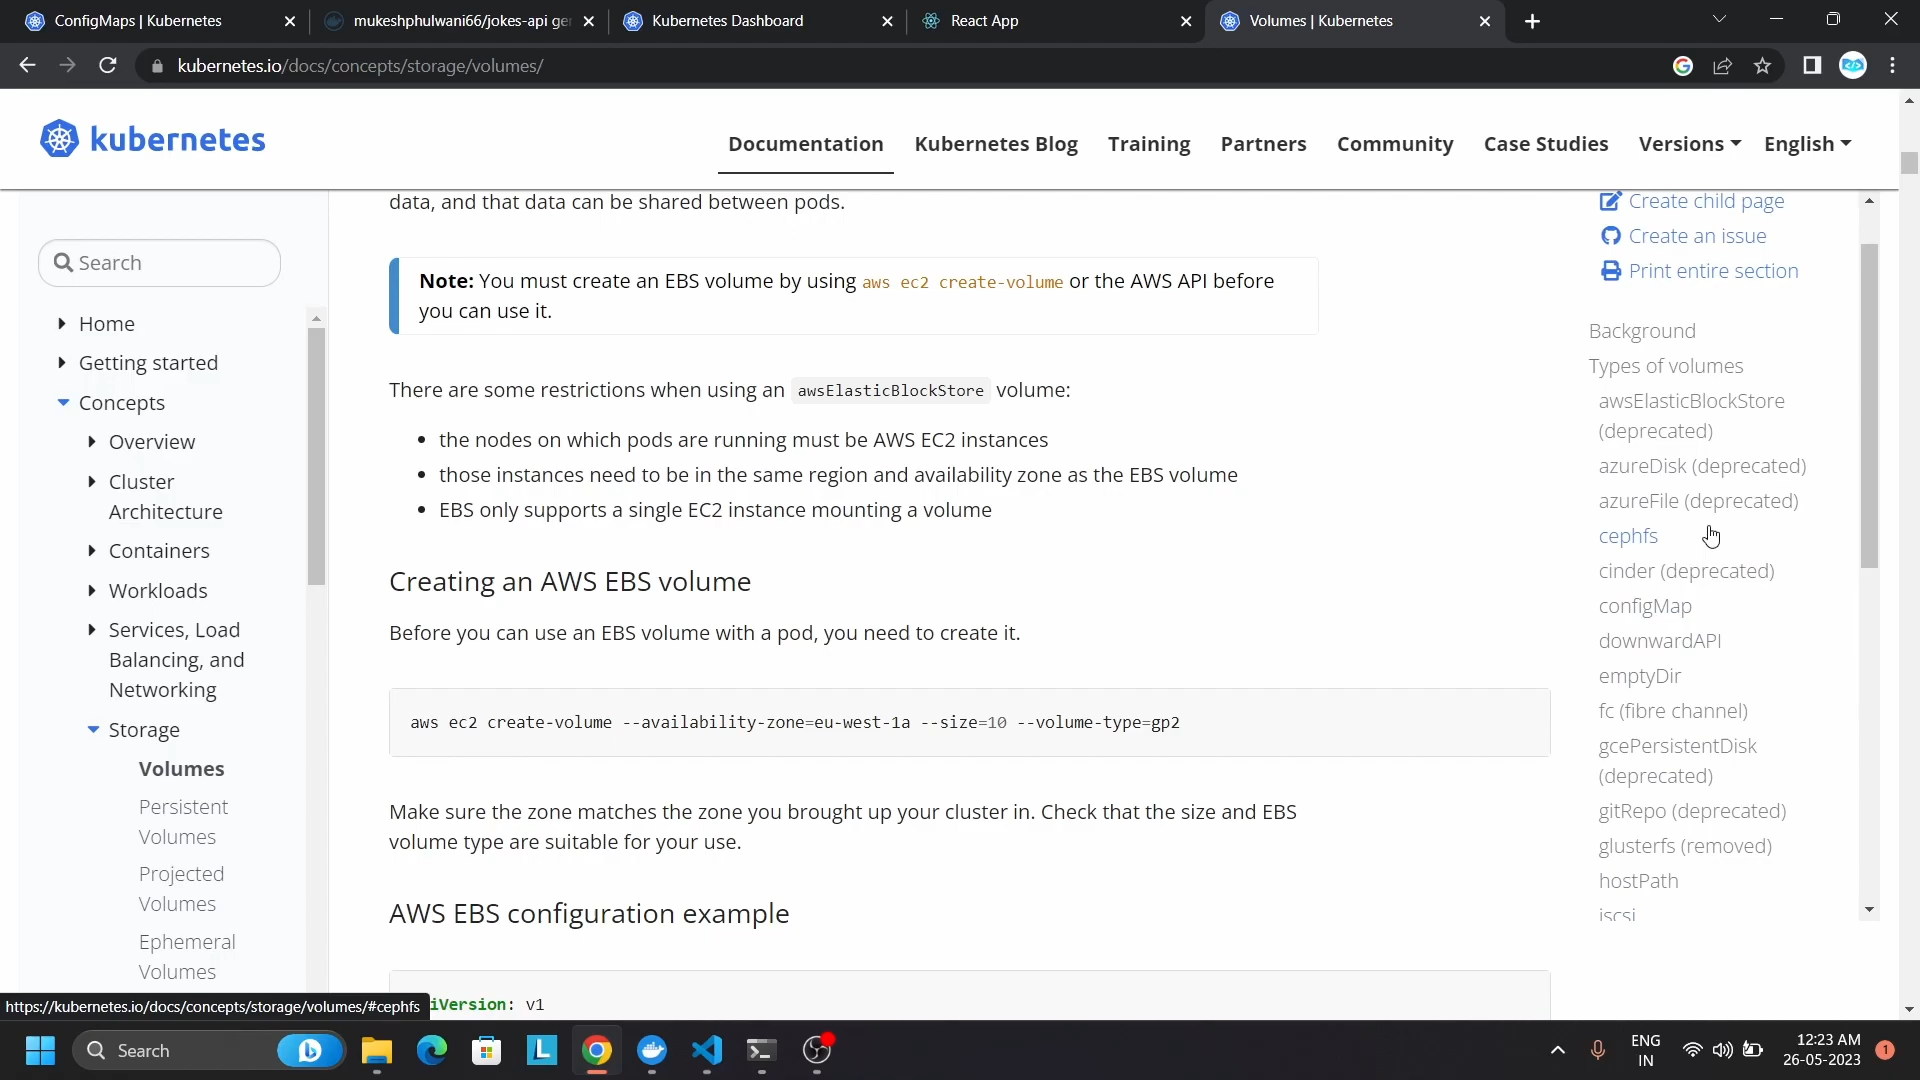 ConfigMaps | Kubernetes
mukeshphulwani66/jokes-api ger
Kubernetes Dashboard
React App
Volumes | Kubernetes
kubernetes.io/docs/concepts/storage/volumes/
kubernetes
Documentation
Kubernetes Blog
Training
Partners
Community
Case Studies
Versions
English
Search
Home
Getting started
Concepts
Overview
Cluster
Architecture
Containers
Workloads
Services, Load
Balancing, and
Networking
Storage
Volumes
Persistent
Volumes
Projected
Volumes
Ephemeral
Volumes
data, and that data can be shared between pods.
Note: You must create an EBS volume by using aws ec2 create-volume or the AWS API before
you can use it.
There are some restrictions when using an awsElasticBlockStore volume:
• the nodes on which pods are running must be AWS EC2 instances
• those instances need to be in the same region and availability zone as the EBS volume
• EBS only supports a single EC2 instance mounting a volume
Creating an AWS EBS volume
Before you can use an EBS volume with a pod, you need to create it.
aws ec2 create-volume --availability-zone=eu-west-1a --size=10 --volume-type=gp2
Make sure the zone matches the zone you brought up your cluster in. Check that the size and EBS
volume type are suitable for your use.
AWS EBS configuration example
iVersion: v1
Create child page
Create an issue
Print entire section
Background
Types of volumes
awsElasticBlockStore
(deprecated)
azureDisk (deprecated)
azureFile (deprecated)
cephfs
cinder (deprecated)
configMap
downwardAPI
emptyDir
fc (fibre channel)
gcePersistentDisk
(deprecated)
gitRepo (deprecated)
glusterfs (removed)
hostPath
iscsi
https://kubernetes.io/docs/concepts/storage/volumes/#cephfs
Search
L
ENG
IN
12:23 AM
26-05-2023
1